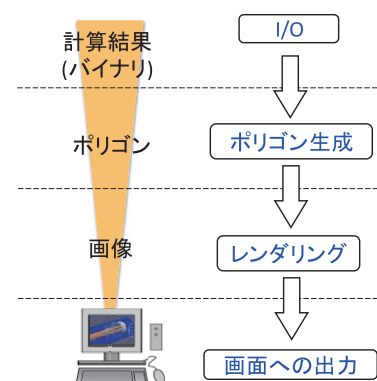 計算結果
(バイナリ)
I/O
ポリゴン
ポリゴン生成
画像
レンダリング
画面への出力